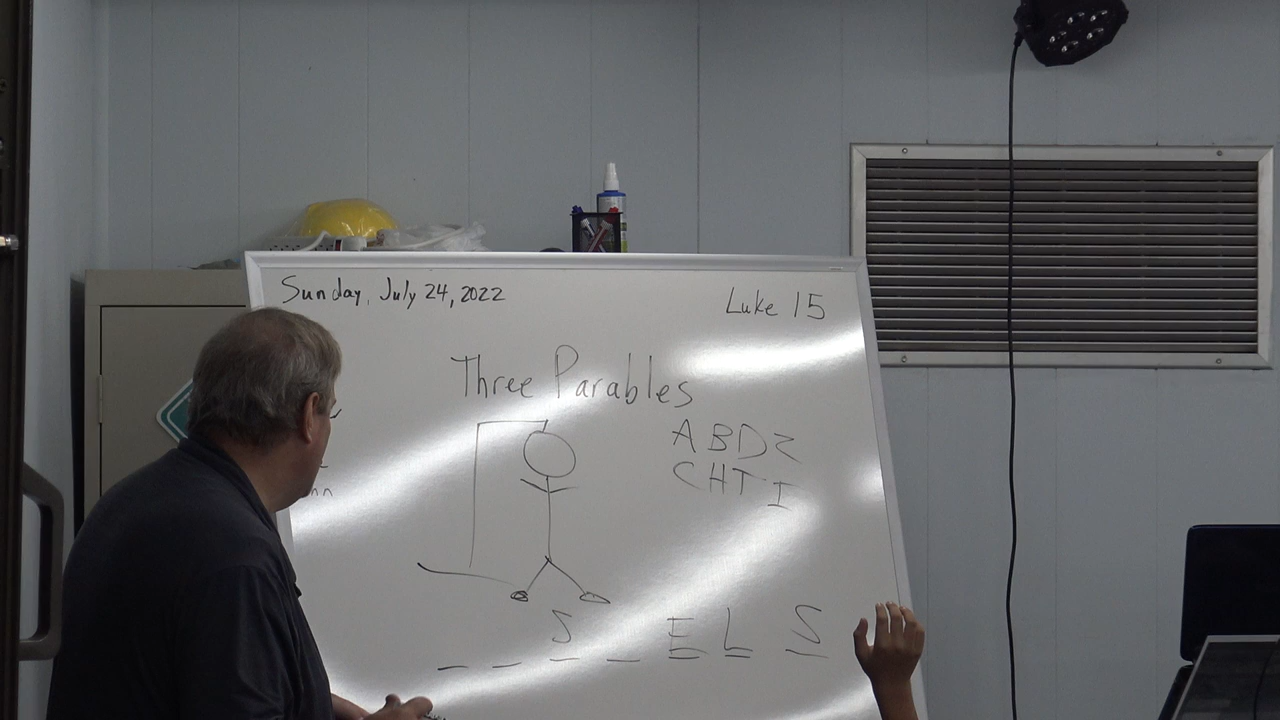 Sunday, July 24, 2022
Luke 15
Three Parables
A B D Z
C H T I
_ _ S _ E L S